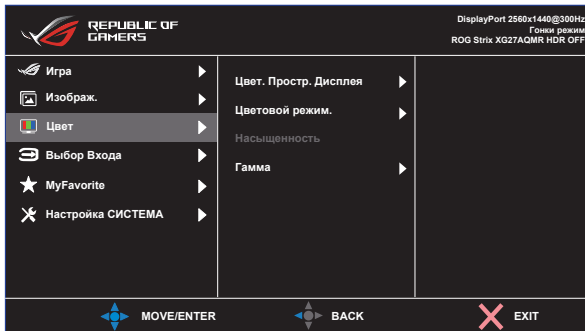 REPUBLIC OF
GAMERS
DisplayPort 2560x1440@300Hz
Гонки режим
ROG Strix XG27AQMR HDR OFF
Игра
Изображ.
Цвет
Выбор Входа
MyFavorite
Настройка СИСТЕМА
Цвет. Простр. Дисплея
Цветовой режим.
Насыщенность
Гамма
MOVE/ENTER
BACK
EXIT